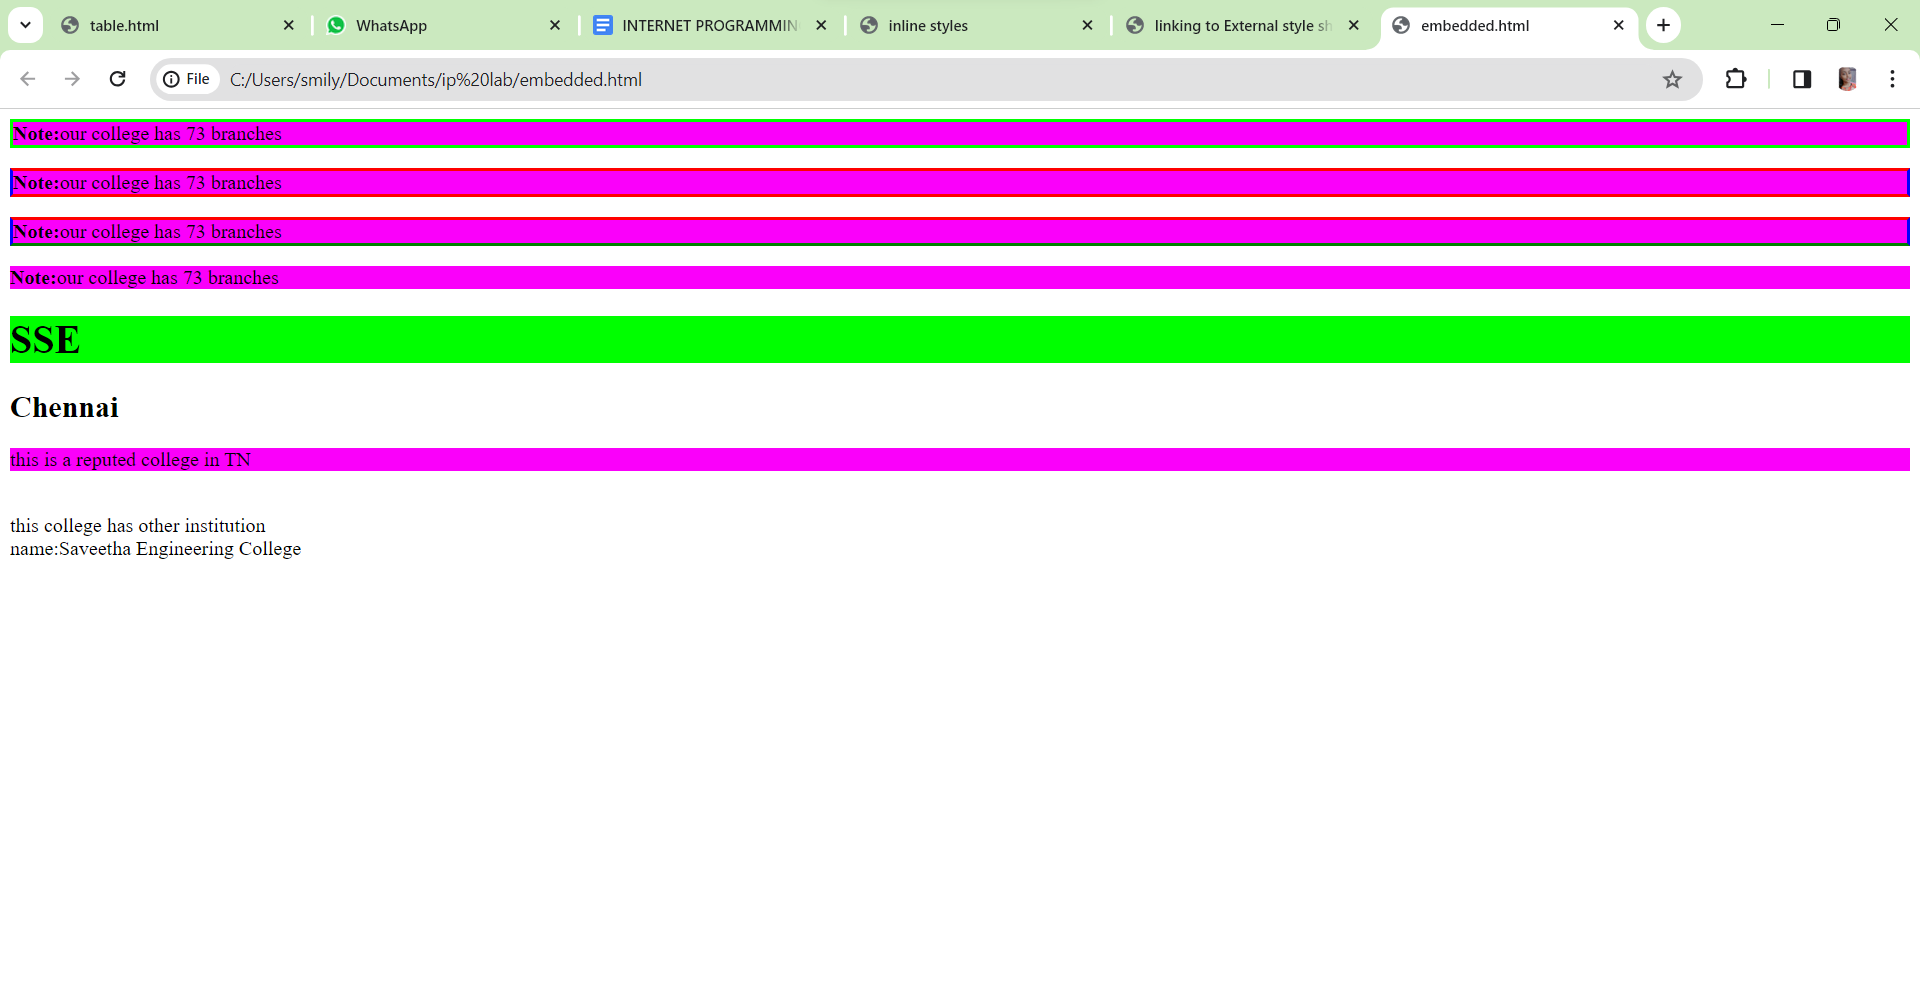 table.html WhatsApp INTERNET PROGRAMMIN inline styles linking to External style sh embedded.html
File C:/Users/smily/Documents/ip%20lab/embedded.html
Note:our college has 73 branches
Note:our college has 73 branches
Note:our college has 73 branches
Note:our college has 73 branches
SSE
Chennai
this is a reputed college in TN
this college has other institution
name:Saveetha Engineering College